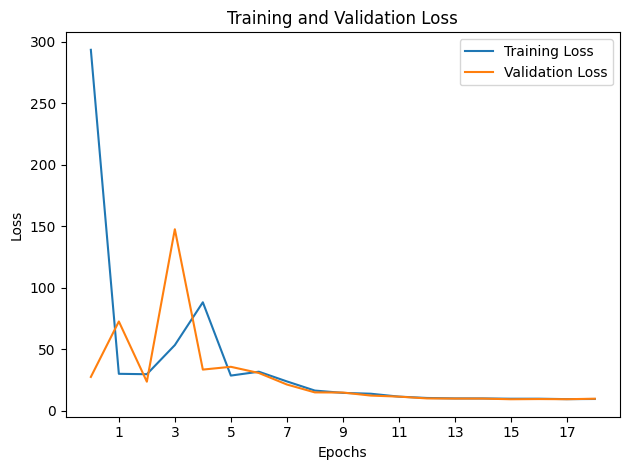 Training and Validation Loss
Training Loss
Validation Loss
300
250
200
150
100
50
0
Loss
1 3 5 7 9 11 13 15 17
Epochs